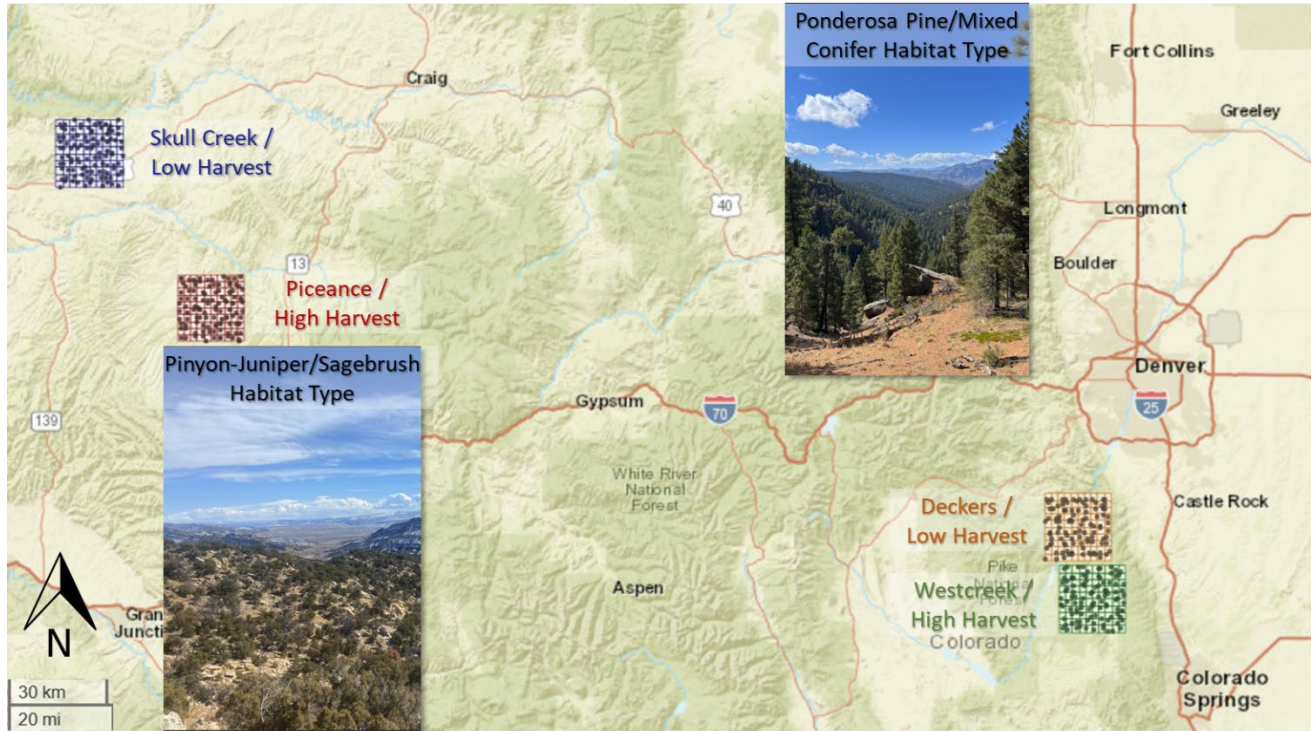 Ponderosa Pine/Mixed
Conifer Habitat Type
Fort Collins
Craig
Greeley
Skull Creek /
Low Harvest
40
Longmont
13
Boulder
Piceance /
High Harvest
Pinyon-Juniper/Sagebrush
Habitat Type
Denver
Gypsum
70
25
139
White River
National
Forest
Deckers /
Low Harvest
Castle Rock
Pike
Aspen
Westcreek /
High Harvest
Gran
Juncti
Colorado
N
Colorado
Springs
30 km
20 mi